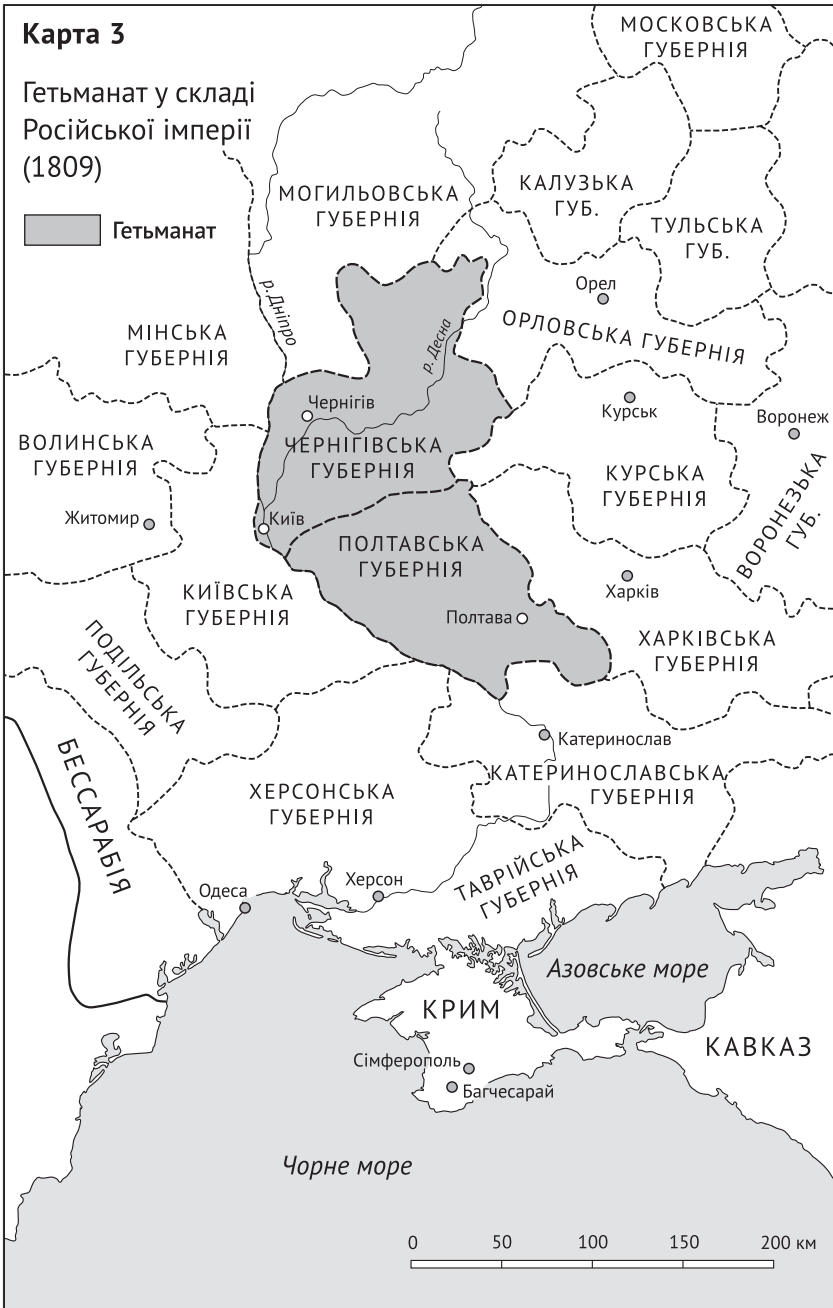 Карта 3
Гетьманат у складі
Російської імперії
(1809)
Гетьманат
МОСКОВСЬКА
ГУБЕРНІЯ
МОГИЛЬОВСЬКА
ГУБЕРНІЯ
КАЛУЗЬКА
ГУБ.
ТУЛЬСЬКА
ГУБ.
р. Дніпро
Орел
МІНСЬКА
ГУБЕРНІЯ
р. Десна
ОРЛОВСЬКА ГУБЕРНІЯ
Чернігів
Курськ
Воронеж
ВОЛИНСЬКА
ГУБЕРНІЯ
ЧЕРНІГІВСЬКА
ГУБЕРНІЯ
КУРСЬКА
ГУБЕРНІЯ
ВОРОНЕЗЬКА
ГУБ.
Житомир
Київ
ПОЛТАВСЬКА
ГУБЕРНІЯ
КИЇВСЬКА
ГУБЕРНІЯ
Харків
Полтава
ХАРКІВСЬКА
ГУБЕРНІЯ
ПОДІЛЬСЬКА
ГУБЕРНІЯ
Катеринослав
БЕССАРАБІЯ
ХЕРСОНСЬКА
ГУБЕРНІЯ
КАТЕРИНОСЛАВСЬКА
ГУБЕРНІЯ
ТАВРІЙСЬКА
ГУБЕРНІЯ
Одеса
Херсон
Азовське море
КРИМ
КАВКАЗ
Сімферополь
Багчесарай
Чорне море
0 50 100 150 200 км